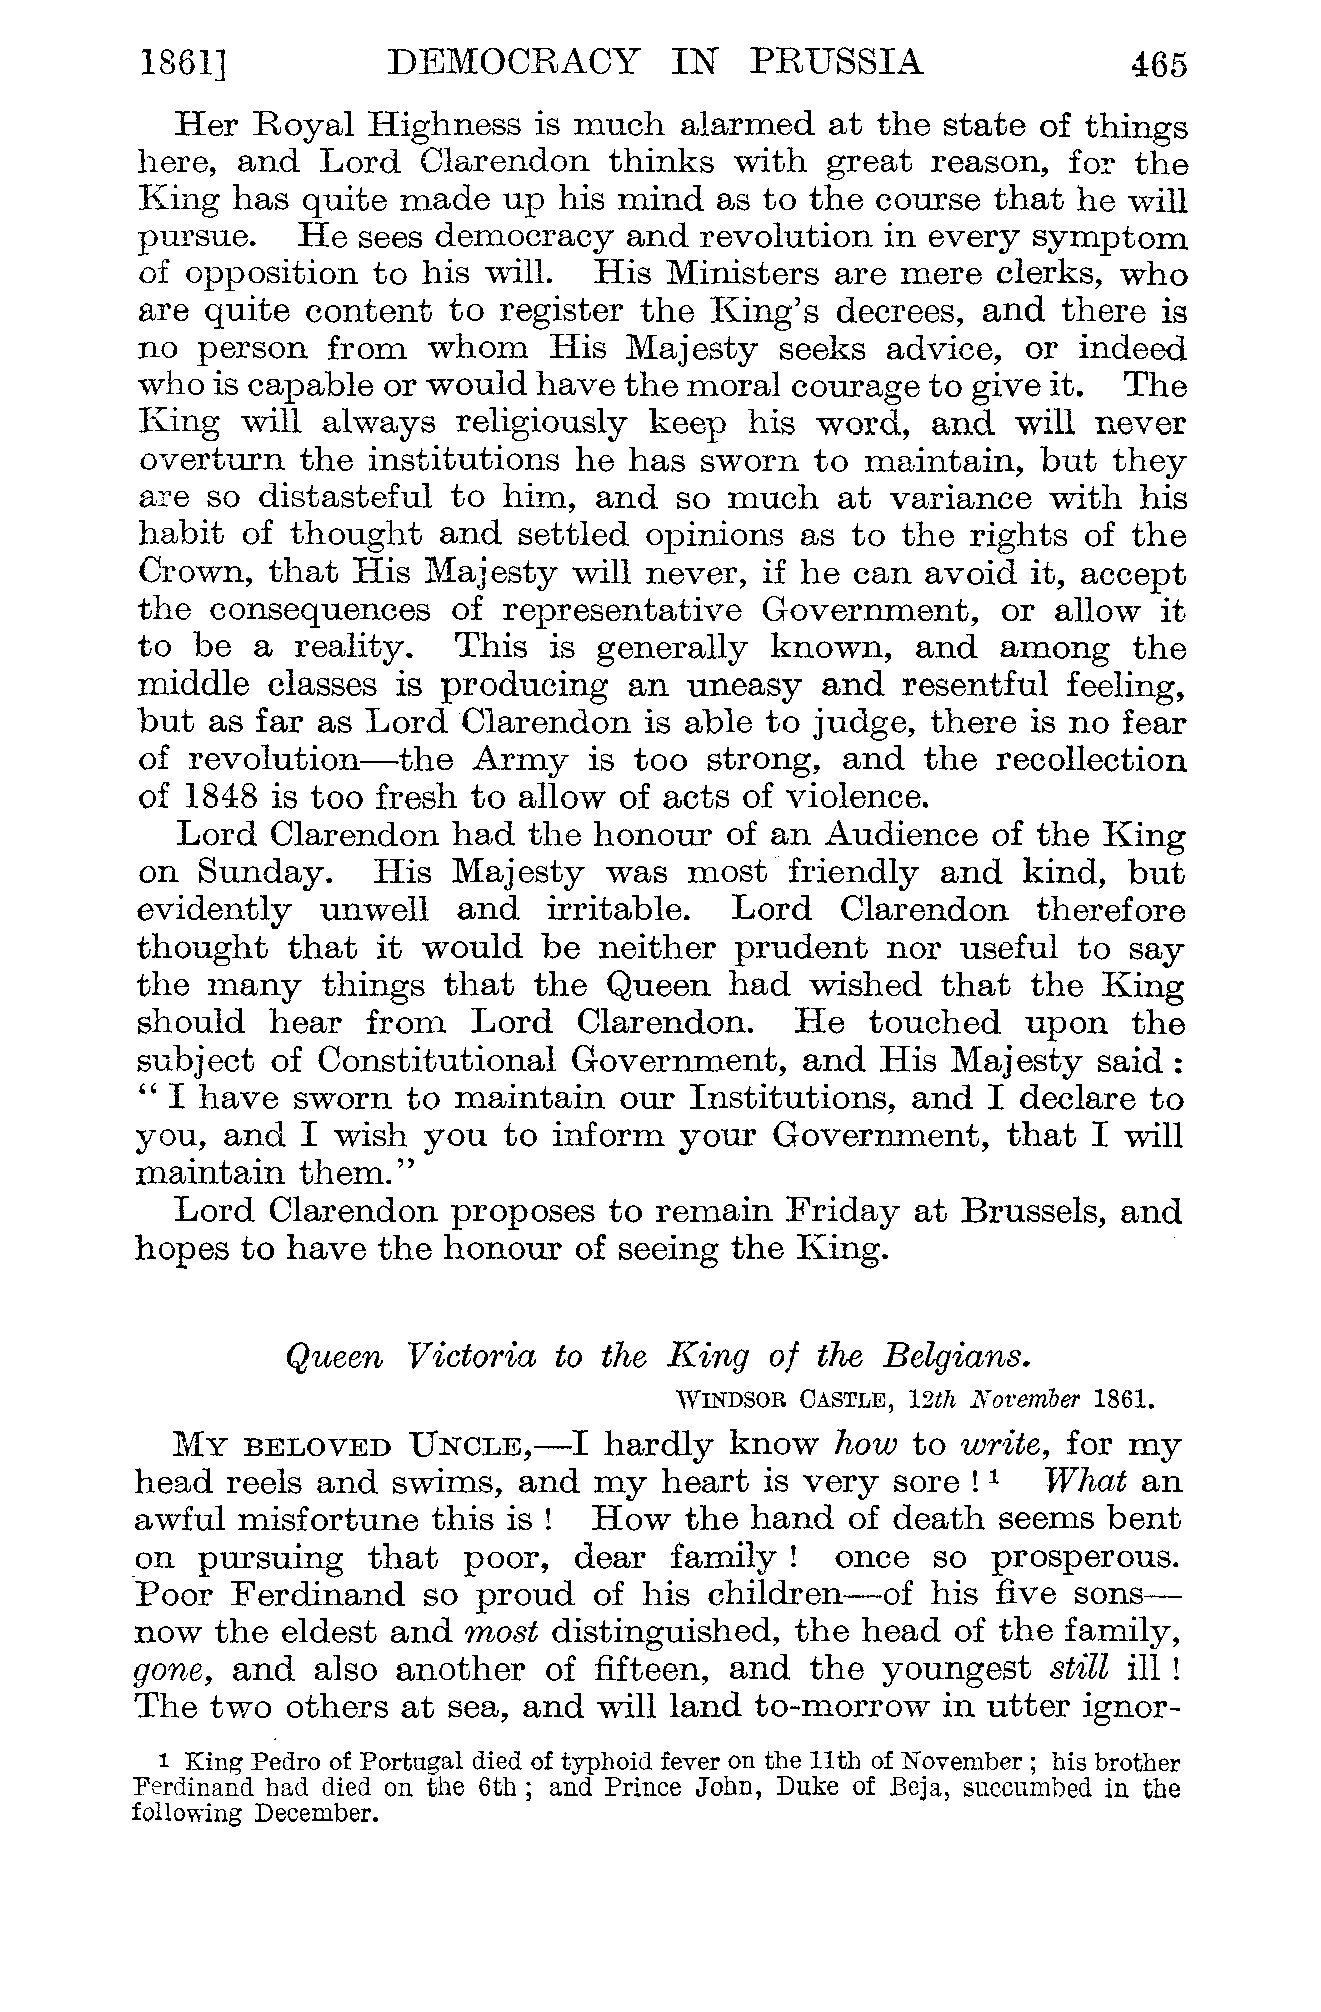 1861] DEMOCRACY IN PRUSSIA 465
Her Royal Highness is much alarmed at the state of things
here, and Lord Clarendon thinks with great reason, for the
King has quite made up his mind as to the course that he will
pursue. He sees democracy and revolution in every symptom
of opposition to his will. His Ministers are mere clerks, who
are quite content to register the King's decrees, and there is
no person from whom His Majesty seeks advice, or indeed
who is capable or would have the moral courage to give it. The
King will always religiously keep his word, and will never
overturn the institutions he has sworn to maintain, but they
are so distasteful to him, and so much at variance with his
habit of thought and settled opinions as to the rights of the
Crown, that His Majesty will never, if he can avoid it, accept
the consequences of representative Government, or allow it
to be a reality. This is generally known, and among the
middle classes is producing an uneasy and resentful feeling,
but as far as Lord Clarendon is able to judge, there is no fear
of revolution—the Army is too strong, and the recollection
of 1848 is too fresh to allow of acts of violence.
Lord Clarendon had the honour of an Audience of the King
on Sunday. His Majesty was most friendly and kind, but
evidently unwell and irritable. Lord Clarendon therefore
thought that it would be neither prudent nor useful to say
the many things that the Queen had wished that the King
should hear from Lord Clarendon. He touched upon the
subject of Constitutional Government, and His Majesty said :
“ I have sworn to maintain our Institutions, and I declare to
you, and I wish you to inform your Government, that I will
maintain them.”
Lord Clarendon proposes to remain Friday at Brussels, and
hopes to have the honour of seeing the King.
Queen Victoria to the King of the Belgians.
WINDSOR CASTLE, 12th November 1861.
MY BELOVED UNCLE,—I hardly know how to write, for my
head reels and swims, and my heart is very sore ! 1 What an
awful misfortune this is ! How the hand of death seems bent
on pursuing that poor, dear family ! once so prosperous.
Poor Ferdinand so proud of his children—of his five sons—
now the eldest and most distinguished, the head of the family,
gone, and also another of fifteen, and the youngest still ill !
The two others at sea, and will land to-morrow in utter ignor-
1 King Pedro of Portugal died of typhoid fever on the 11th of November ; his brother
Ferdinand had died on the 6th ; and Prince John, Duke of Beja, succumbed in the
following December.